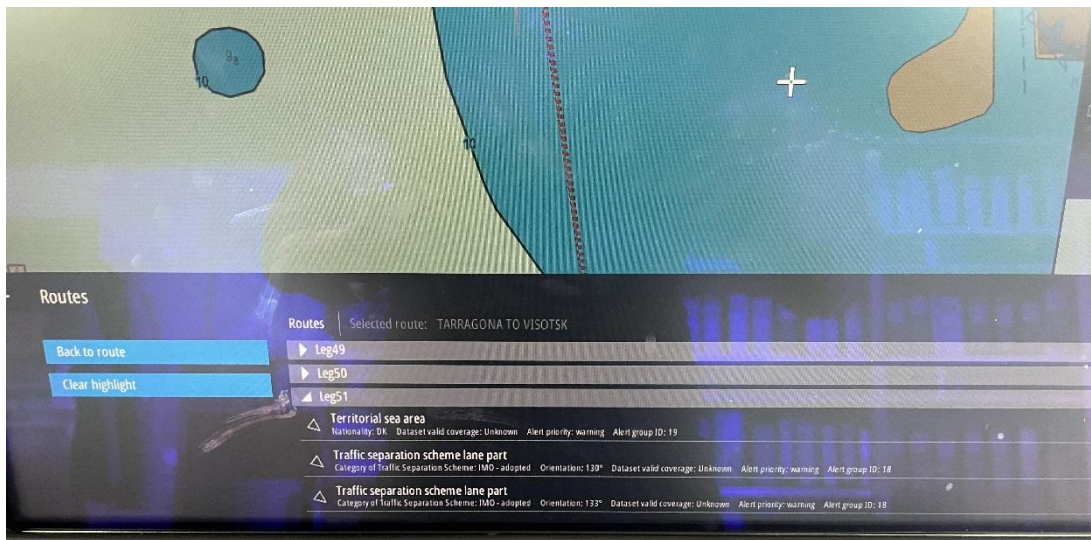 9₈
10
10
Routes
Routes Selected route: TARRAGONA TO VISOTSK
Back to route
Clear highlight
Leg49
Leg50
Leg51
Territorial sea area
Nationality: DK Dataset valid coverage: Unknown Alert priority: warning Alert group ID: 19
Traffic separation scheme lane part
Category of Traffic Separation Scheme: IMO - adopted Orientation: 130° Dataset valid coverage: Unknown Alert priority: warning Alert group ID: 18
Traffic separation scheme lane part
Category of Traffic Separation Scheme: IMO - adopted Orientation: 133° Dataset valid coverage: Unknown Alert priority: warning Alert group ID: 18